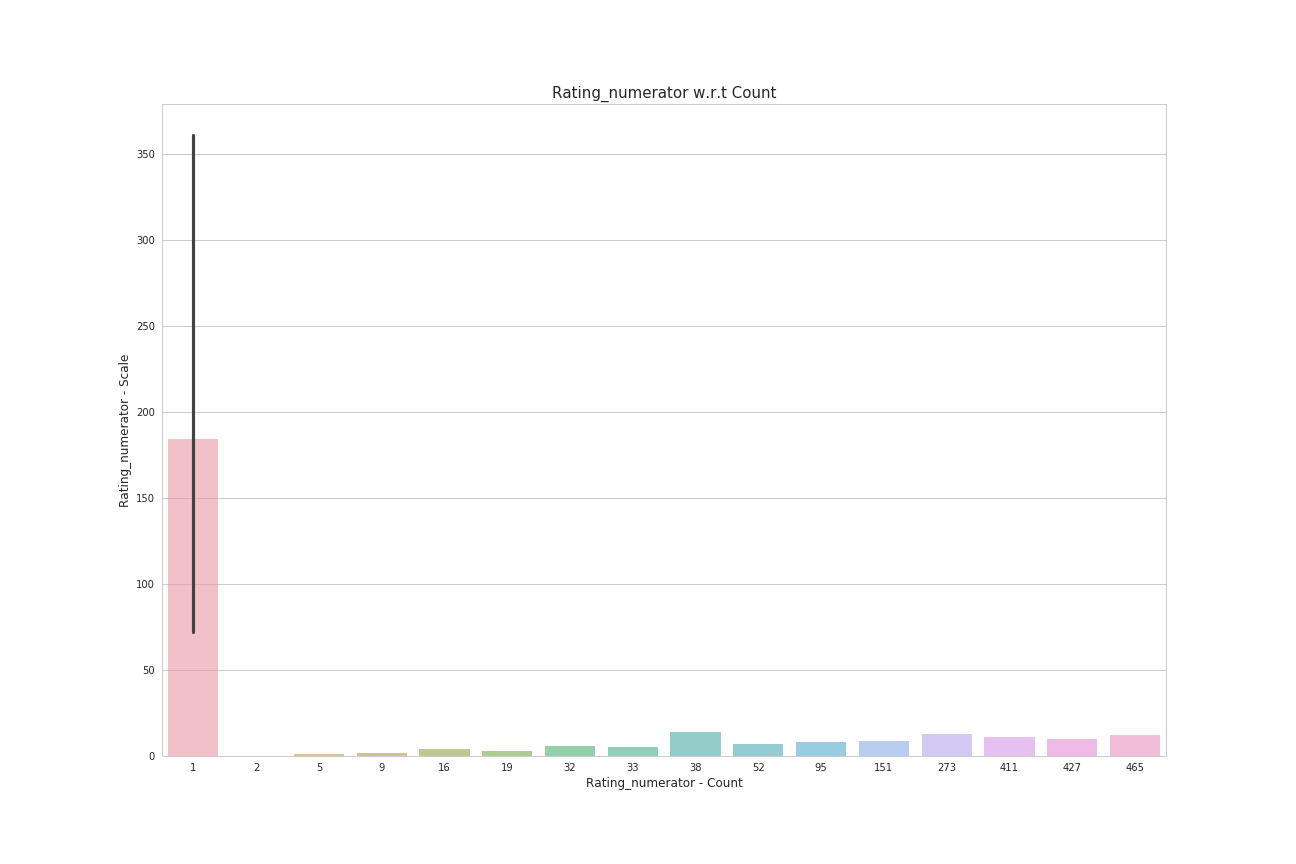 Rating_numerator w.r.t Count
350
300
250
200
150
100
50
0
Rating_numerator - Scale
1 2 5 9 16 19 32 33 38 52 95 151 273 411 427 465
Rating_numerator - Count